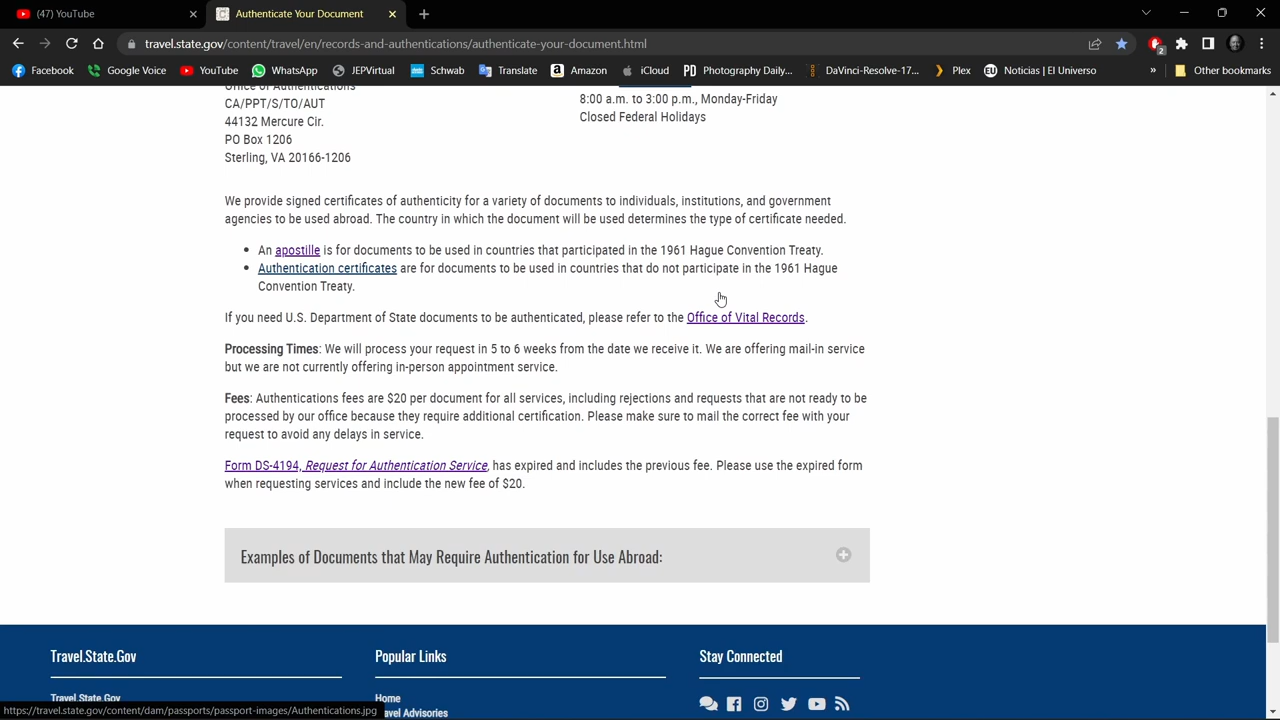 (47) YouTube
Authenticate Your Document
travel.state.gov/content/travel/en/records-and-authentications/authenticate-your-document.html
2
Facebook
Google Voice
YouTube
WhatsApp
JEPVirtual
Schwab
Translate
Amazon
iCloud
PD Photography Daily...
DaVinci-Resolve-17...
Plex
EU Noticias | El Universo
»
Other bookmarks
Office of Authentications
CA/PPT/S/TO/AUT
44132 Mercure Cir.
PO Box 1206
Sterling, VA 20166-1206
8:00 a.m. to 3:00 p.m., Monday-Friday
Closed Federal Holidays
We provide signed certificates of authenticity for a variety of documents to individuals, institutions, and government
agencies to be used abroad. The country in which the document will be used determines the type of certificate needed.
• An apostille is for documents to be used in countries that participated in the 1961 Hague Convention Treaty.
• Authentication certificates are for documents to be used in countries that do not participate in the 1961 Hague
Convention Treaty.
If you need U.S. Department of State documents to be authenticated, please refer to the Office of Vital Records.
Processing Times: We will process your request in 5 to 6 weeks from the date we receive it. We are offering mail-in service
but we are not currently offering in-person appointment service.
Fees: Authentications fees are $20 per document for all services, including rejections and requests that are not ready to be
processed by our office because they require additional certification. Please make sure to mail the correct fee with your
request to avoid any delays in service.
Form DS-4194, Request for Authentication Service, has expired and includes the previous fee. Please use the expired form
when requesting services and include the new fee of $20.
Examples of Documents that May Require Authentication for Use Abroad:
Travel.State.Gov
Popular Links
Stay Connected
Travel.State.Gov
Home
Travel Advisories
https://travel.state.gov/content/dam/passports/passport-images/Authentications.jpg